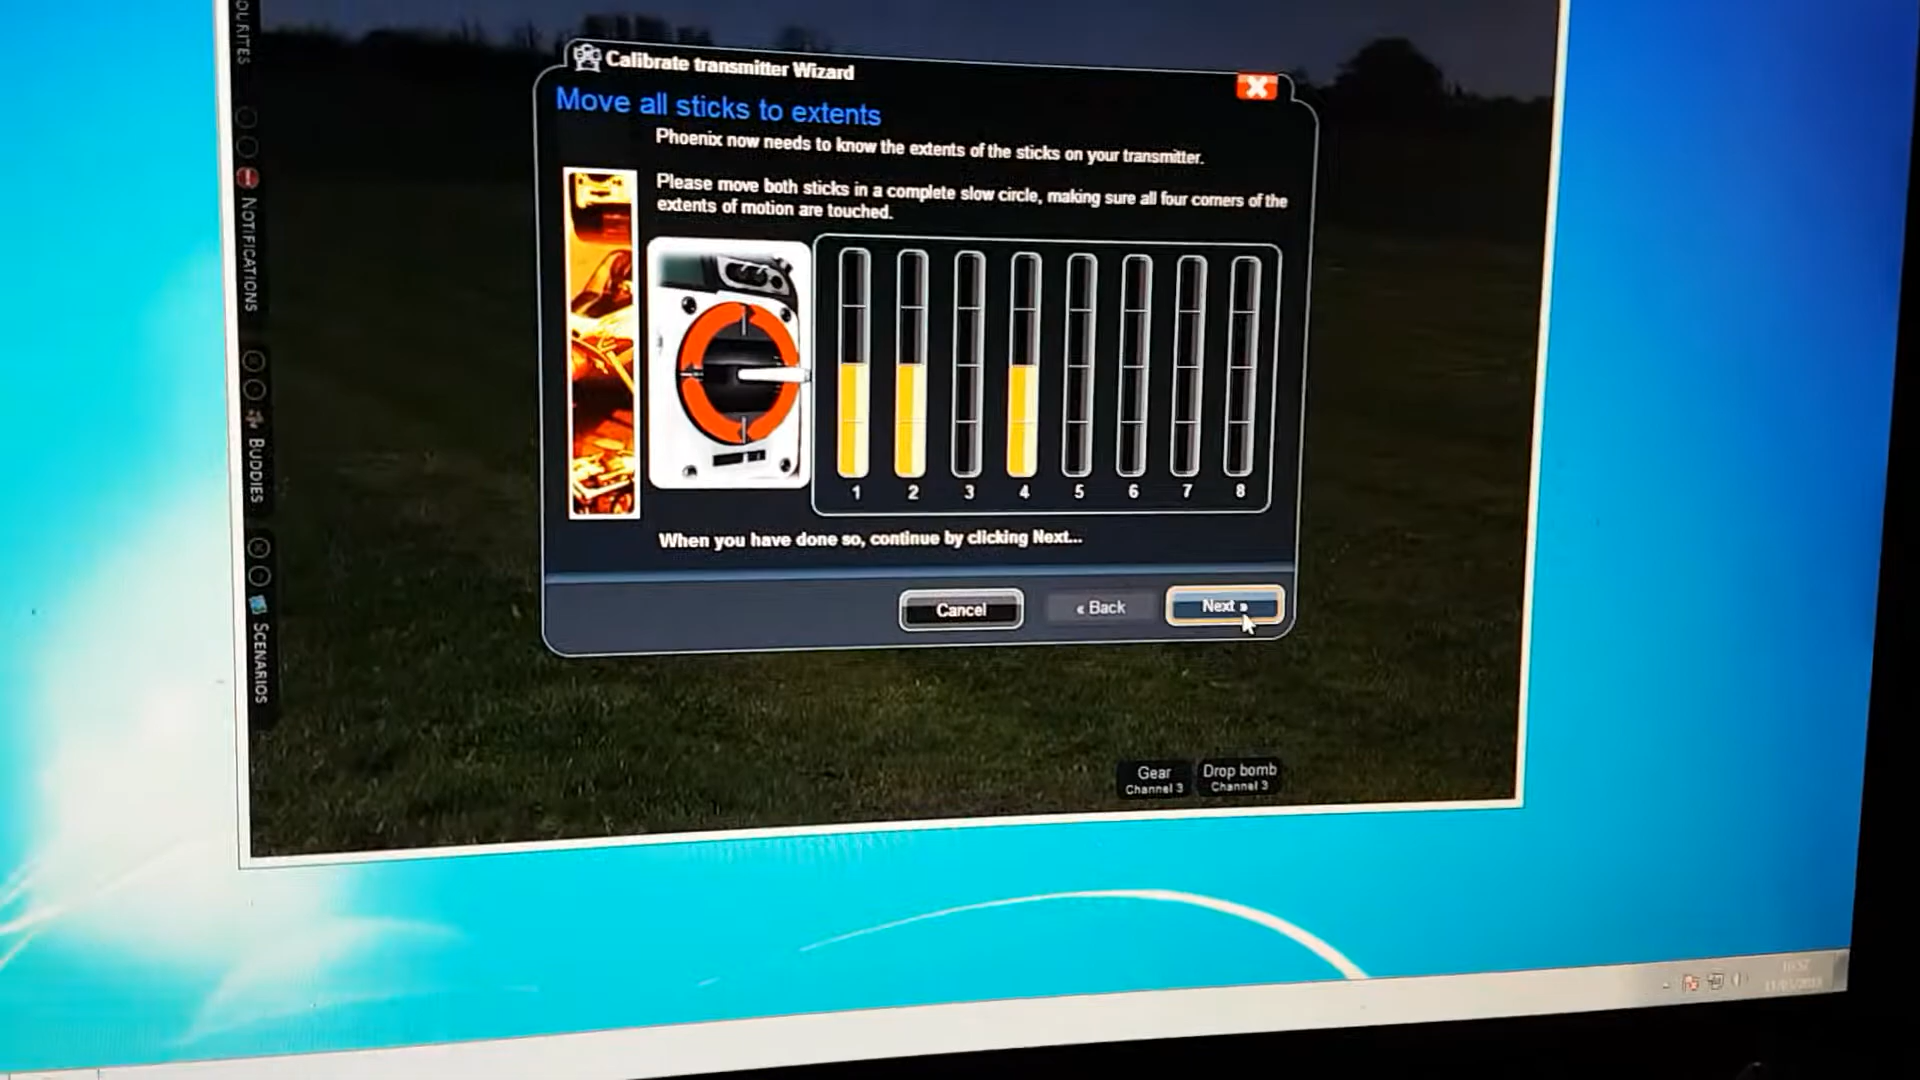 Calibrate transmitter Wizard
Move all sticks to extents
Phoenix now needs to know the extents of the sticks on your transmitter.
Please move both sticks in a complete slow circle, making sure all four corners of the
extents of motion are touched.
1 2 3 4 5 6 7 8
When you have done so, continue by clicking Next...
Cancel
« Back
Next »
NOTIFICATIONS
BUDDIES
SCENARIOS
Gear
Channel 3
Drop bomb
Channel 3